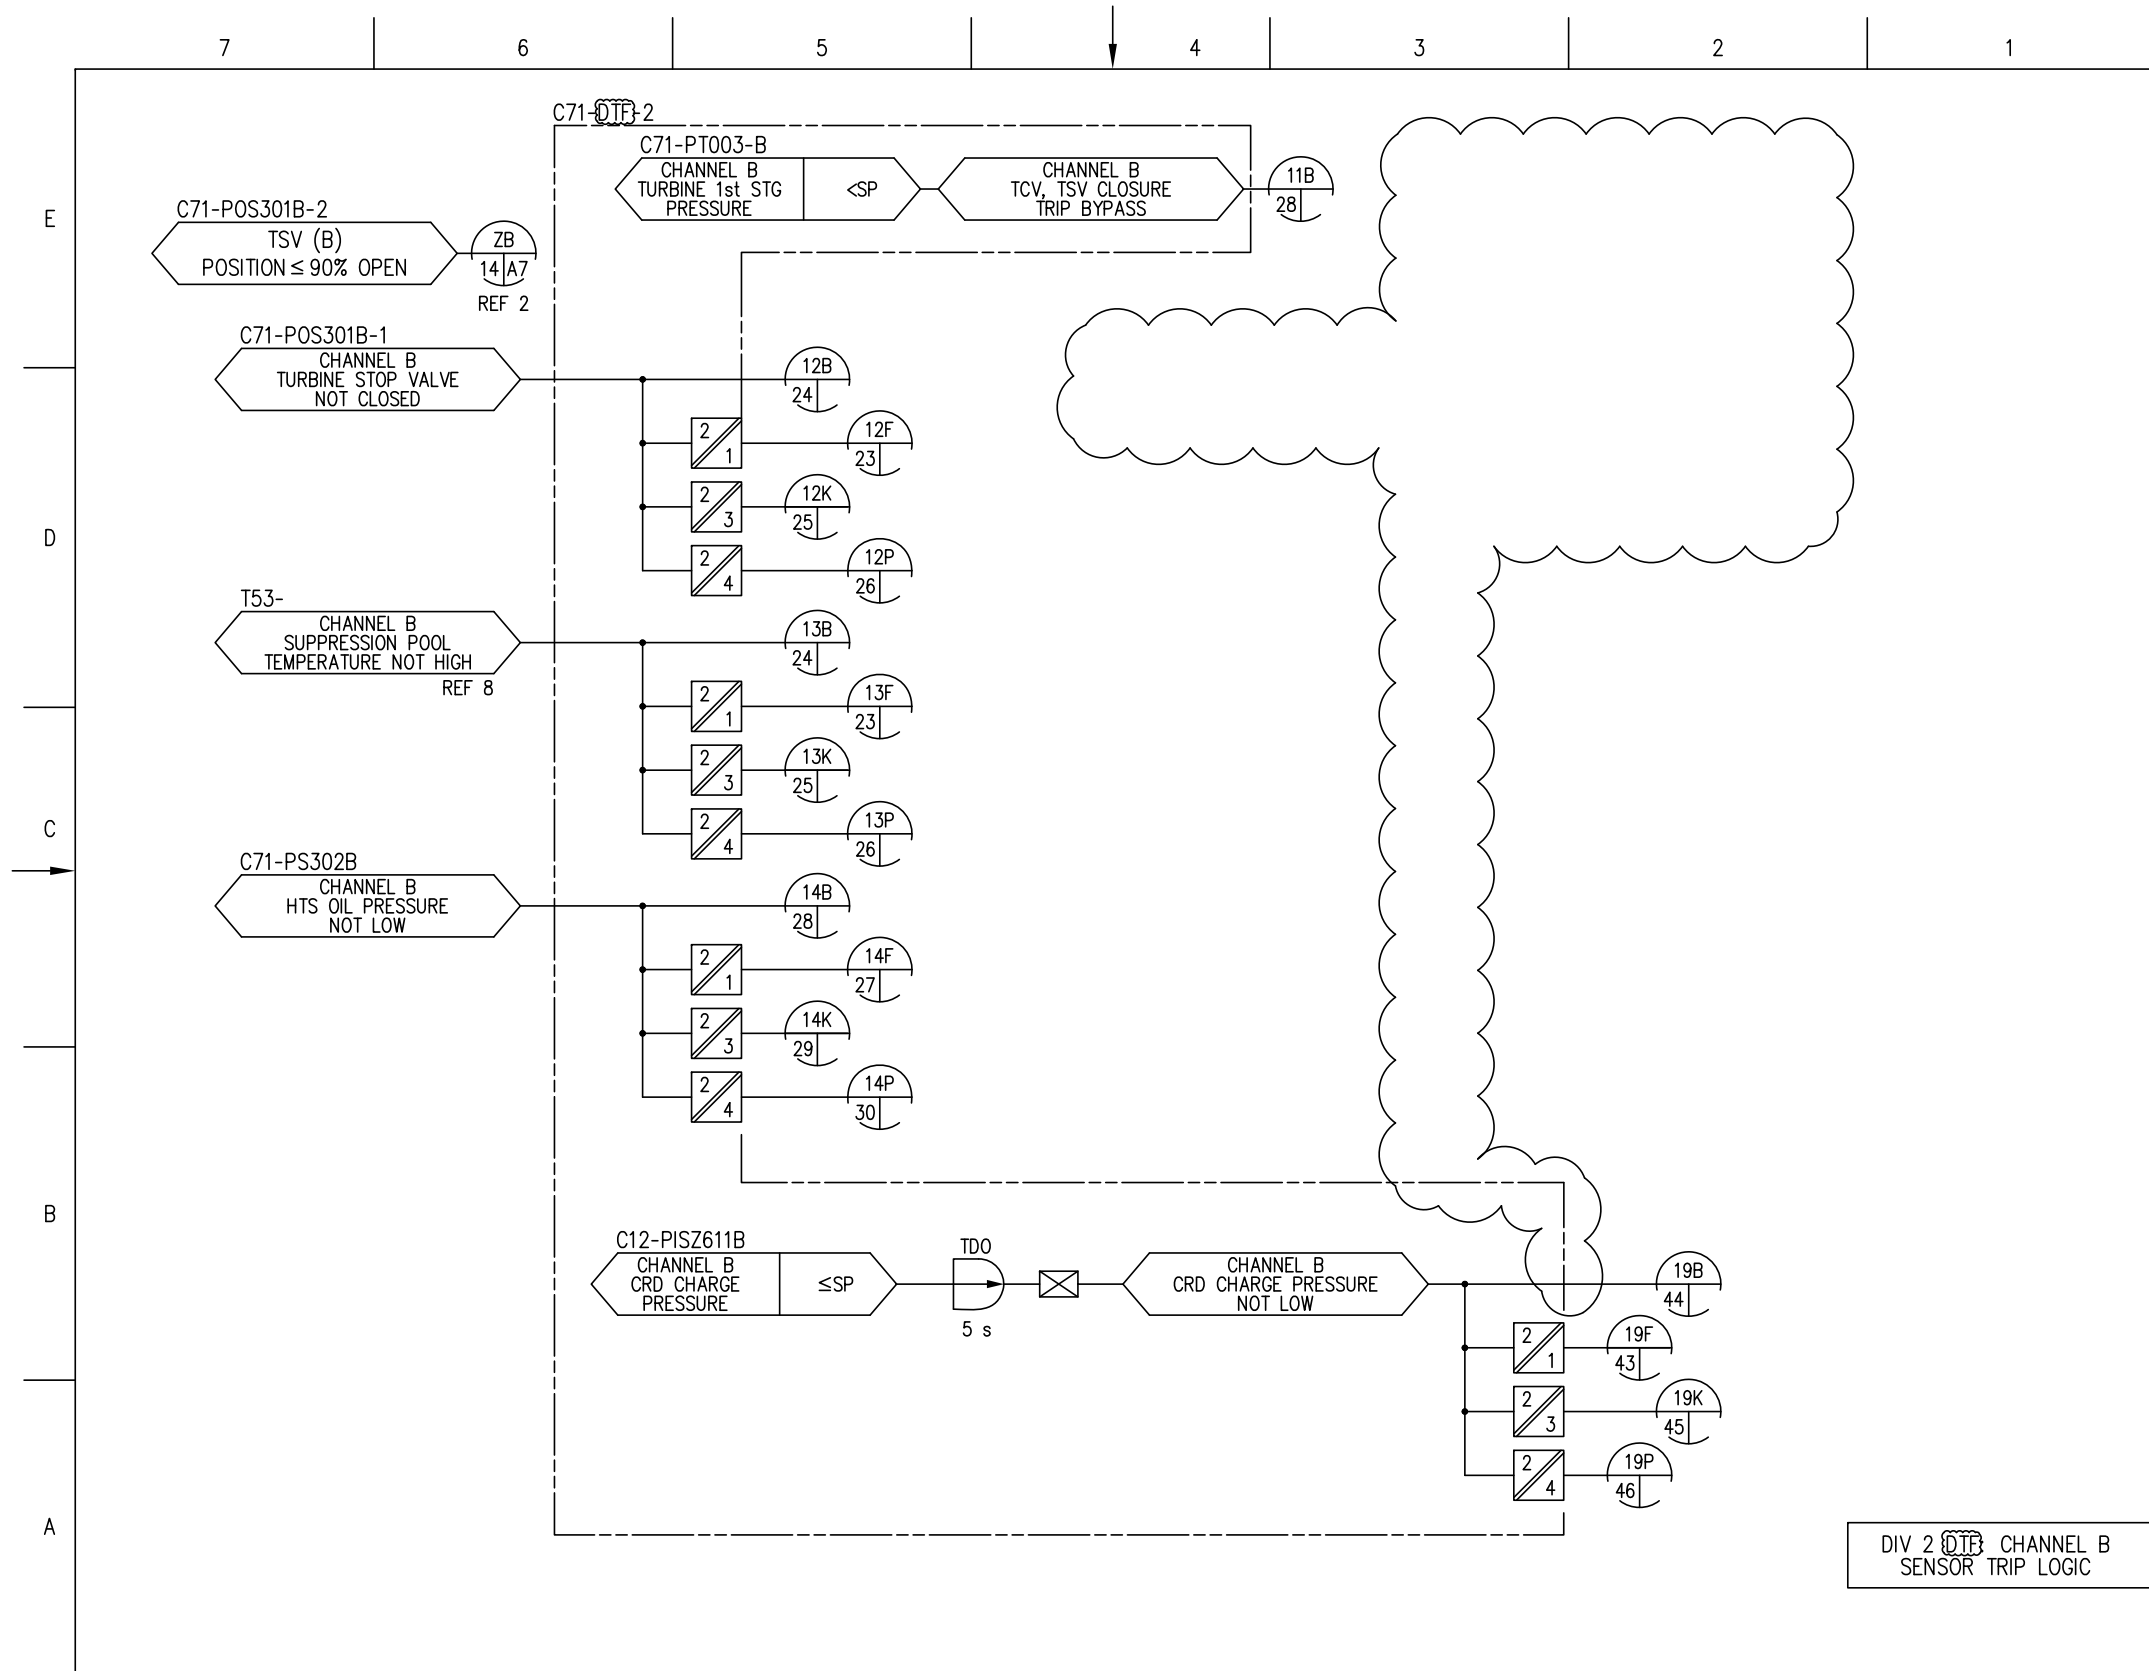 7
6
5
4
3
2
1
E
D
C
B
A
C71-DTF-2
C71-PT003-B
CHANNEL B
TURBINE 1st STG
PRESSURE
<SP
CHANNEL B
TCV, TSV CLOSURE
TRIP BYPASS
11B
28
C71-POS301B-2
TSV (B)
POSITION ≤ 90% OPEN
ZB
14 A7
REF 2
C71-POS301B-1
CHANNEL B
TURBINE STOP VALVE
NOT CLOSED
12B
24
2
1
12F
23
2
3
12K
25
2
4
12P
26
T53-
CHANNEL B
SUPPRESSION POOL
TEMPERATURE NOT HIGH
REF 8
13B
24
2
1
13F
23
2
3
13K
25
2
4
13P
26
C71-PS302B
CHANNEL B
HTS OIL PRESSURE
NOT LOW
14B
28
2
1
14F
27
2
3
14K
29
2
4
14P
30
C12-PISZ611B
CHANNEL B
CRD CHARGE
PRESSURE
≤SP
TDO
5 s
CHANNEL B
CRD CHARGE PRESSURE
NOT LOW
19B
44
2
1
19F
43
2
3
19K
45
2
4
19P
46
DIV 2 DTF CHANNEL B
SENSOR TRIP LOGIC